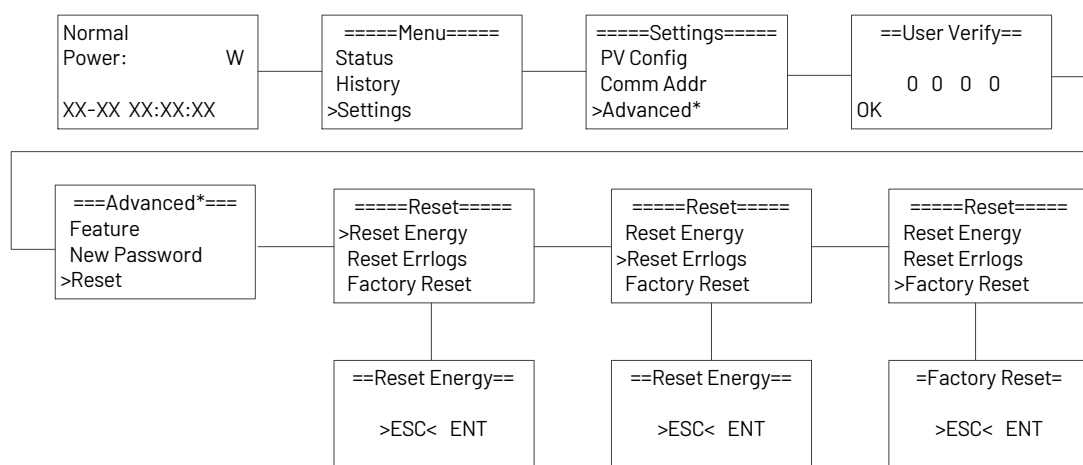 Normal
Power: W
XX-XX XX:XX:XX
=====Menu=====
Status
History
>Settings
=====Settings=====
PV Config
Comm Addr
>Advanced*
==User Verify==
0 0 0 0
OK
===Advanced*===
Feature
New Password
>Reset
=====Reset=====
>Reset Energy
Reset Errlogs
Factory Reset
=====Reset=====
Reset Energy
>Reset Errlogs
Factory Reset
=====Reset=====
Reset Energy
Reset Errlogs
>Factory Reset
==Reset Energy==
>ESC< ENT
==Reset Energy==
>ESC< ENT
=Factory Reset=
>ESC< ENT